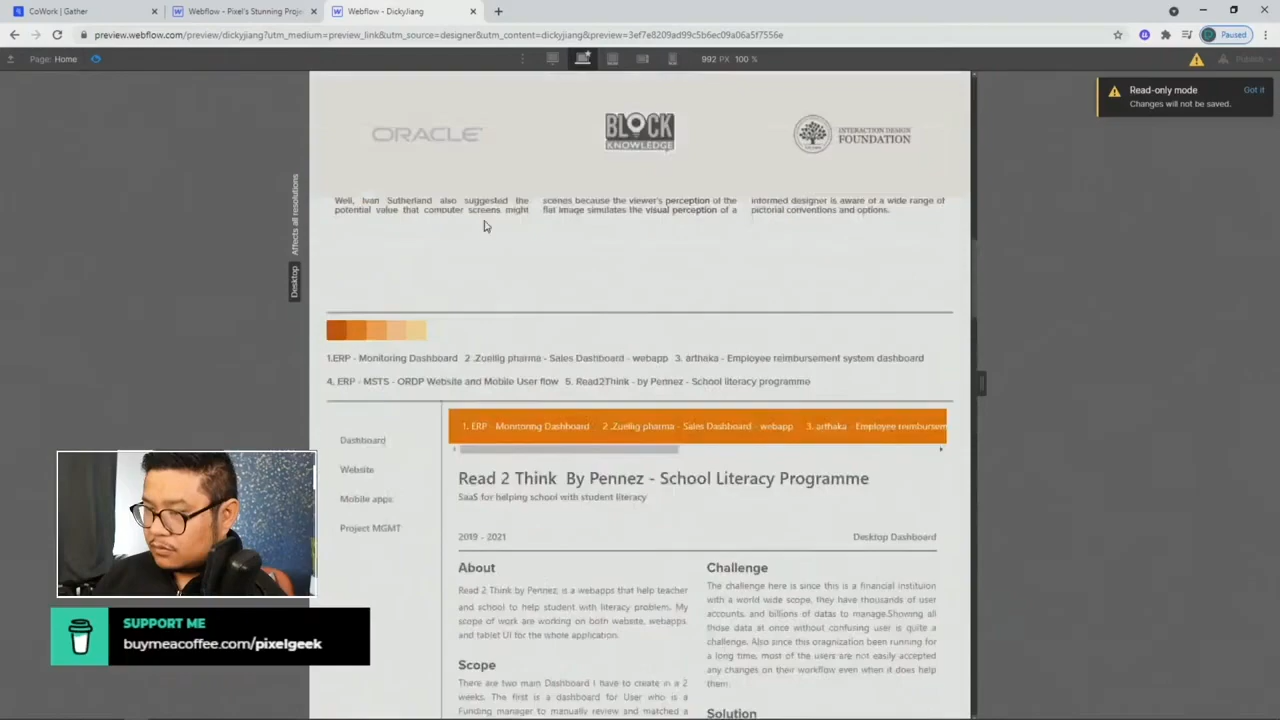 CoWork | Gather
Webflow - Pixel's Stunning Proje
Webflow - DickyJiang
preview.webflow.com/preview/dickyjiang?utm_medium=preview_link&utm_source=designer&utm_content=dickyjiang&preview=3ef7e8209ad99c5b6ec09a06a5f7556e
Paused
Page: Home
992 PX 100 %
Publish
Read-only mode
Got it
Changes will not be saved.
ORACLE
BLOCK
KNOWLEDGE
INTERACTION DESIGN
FOUNDATION
Affects all resolutions
Desktop
Well, Ivan Sutherland also suggested the
potential value that computer screens might
scenes because the viewer's perception of the
flat image simulates the visual perception of a
informed designer is aware of a wide range of
pictorial conventions and options.
1.ERP - Monitoring Dashboard 2 .Zuellig pharma - Sales Dashboard - webapp 3. arthaka - Employee reimbursement system dashboard
4. ERP - MSTS - ORDP Website and Mobile User flow 5. Read2Think - by Pennez - School literacy programme
1. ERP - Monitoring Dashboard 2 .Zuellig pharma - Sales Dashboard - webapp 3. arthaka - Employee reimbursem
Dashboard
Website
Mobile apps
Project MGMT
Read 2 Think By Pennez - School Literacy Programme
SaaS for helping school with student literacy
2019 - 2021
Desktop Dashboard
About
Read 2 Think by Pennez, is a webapps that help teacher
and school to help student with literacy problem. My
scope of work are working on both website, webapps,
and tablet UI for the whole application.
Scope
There are two main Dashboard I have to create in a 2
weeks. The first is a dashboard for User who is a
Funding manager to manually review and matched a
Challenge
The challenge here is since this is a financial instituion
with a world wide scope, they have thousands of user
accounts, and billions of datas to manage.Showing all
those data at once without confusing user is quite a
challenge. Also since this oragnization been running for
a long time, most of the users are not easily accepted
any changes on their workflow even when it does help
them.
Solution
SUPPORT ME
buymeacoffee.com/pixelgeek